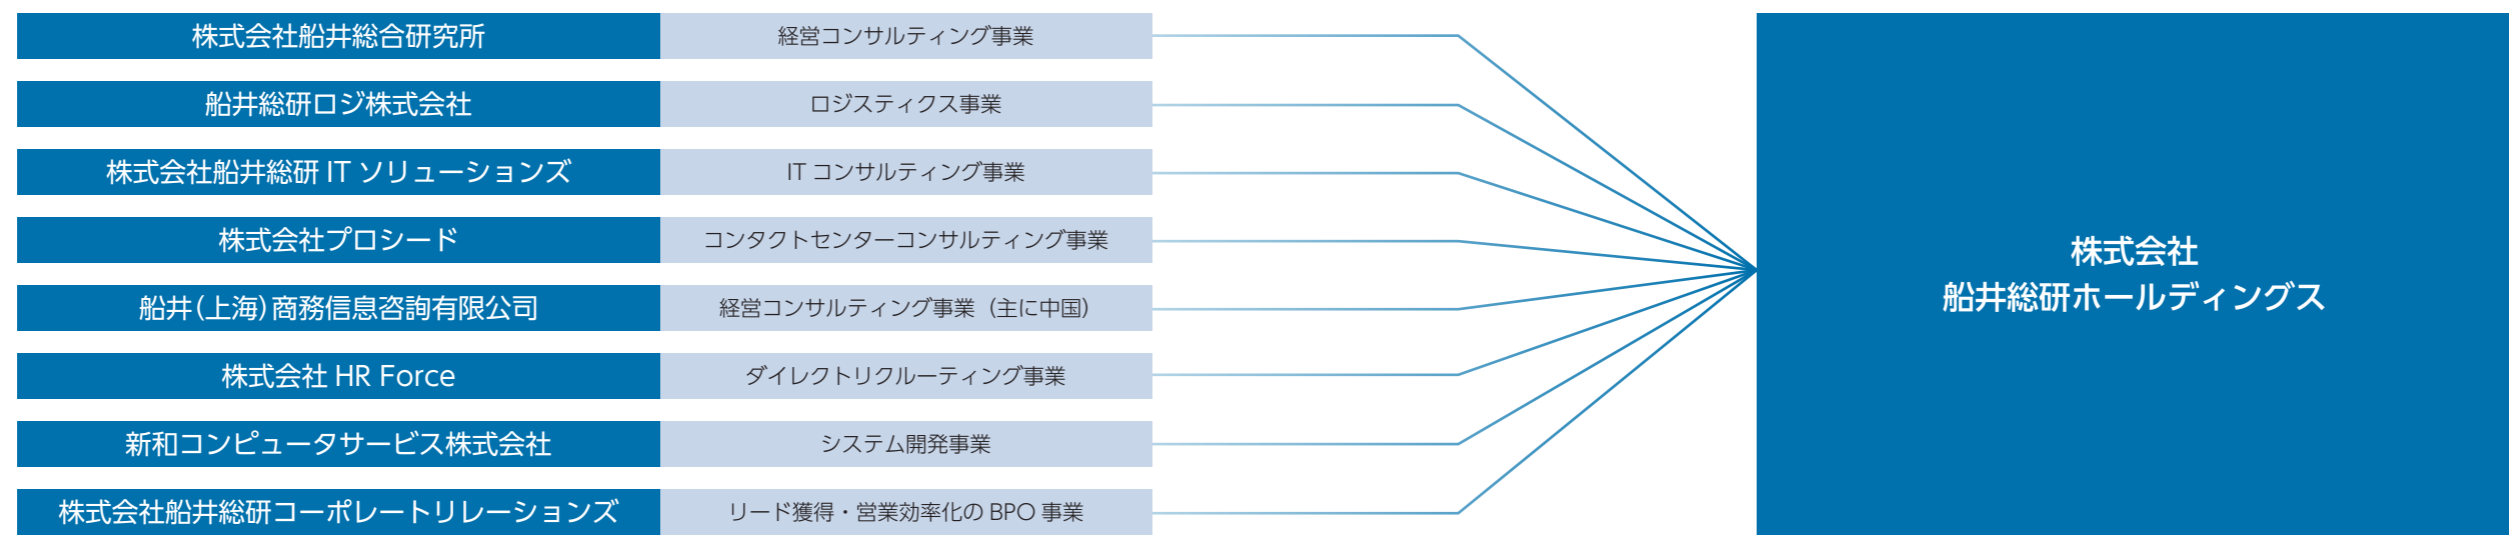 株式会社船井総合研究所 経営コンサルティング事業
船井総研ロジ株式会社 ロジスティクス事業
株式会社船井総研 IT ソリューションズ IT コンサルティング事業
株式会社プロシード コンタクトセンターコンサルティング事業
船井(上海)商務信息咨詢有限公司 経営コンサルティング事業（主に中国）
株式会社 HR Force ダイレクトリクルーティング事業
新和コンピュータサービス株式会社 システム開発事業
株式会社船井総研コーポレートリレーションズ リード獲得・営業効率化の BPO 事業
株式会社
船井総研ホールディングス